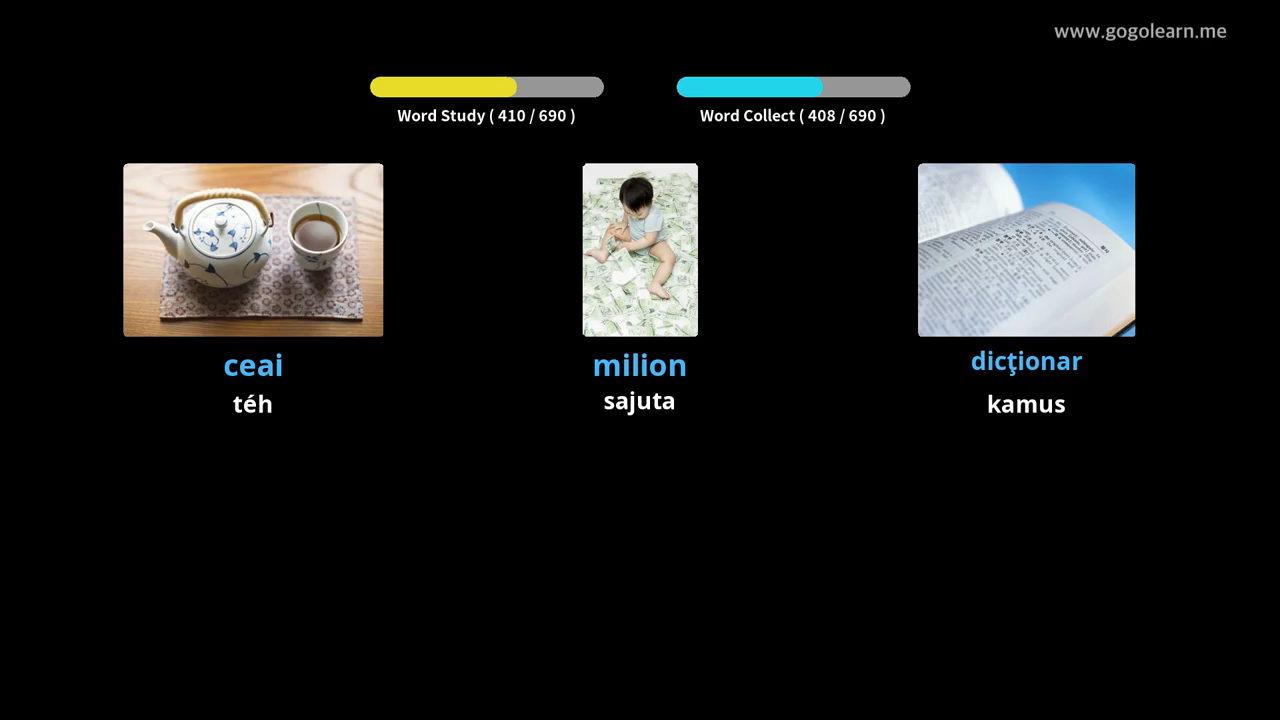 www.gogolearn.me
Word Study ( 410 / 690 )
Word Collect ( 408 / 690 )
ceai
milion
dicţionar
téh
sajuta
kamus